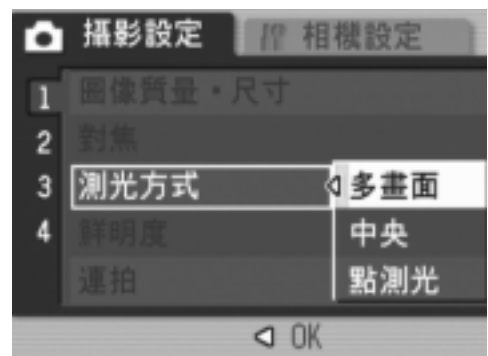 攝影設定 相機設定
1 圖像質量・尺寸
2 對焦
3 測光方式 多畫面
4 鮮明度 中央
連拍 點測光
OK